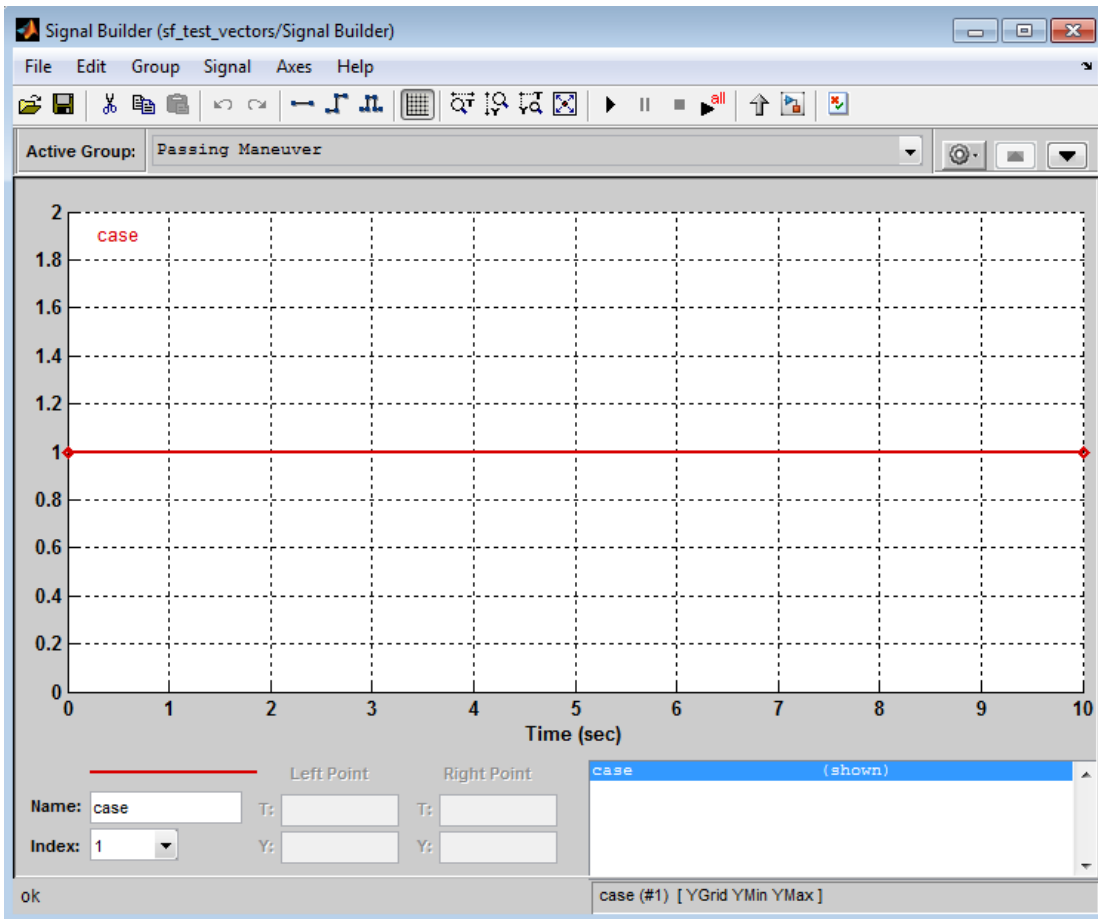 Signal Builder (sf_test_vectors/Signal Builder)
File Edit Group Signal Axes Help
all
Active Group: Passing Maneuver
2
case
1.8
1.6
1.4
1.2
1
0.8
0.6
0.4
0.2
0
0 1 2 3 4 5 6 7 8 9 10
Time (sec)
Left Point Right Point
case (shown)
Name: case T: T:
Index: 1 Y: Y:
ok
case (#1) [ YGrid YMin YMax ]